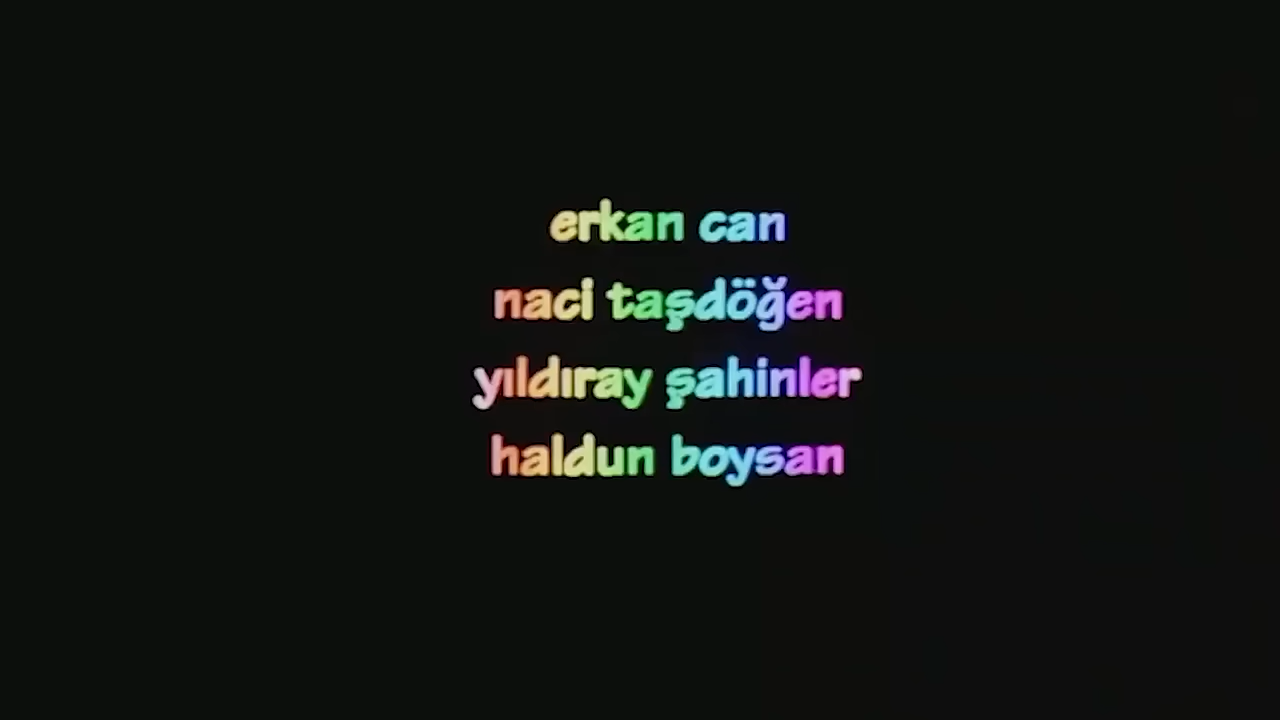 erkan can
naci taşdöğen
yıldıray şahinler
haldun boysan